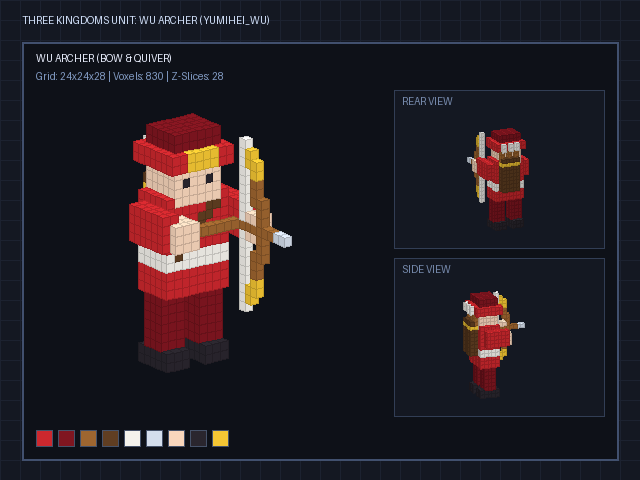 THREE KINGDOMS UNIT: WU ARCHER (YUMIHEI_WU)
WU ARCHER (BOW & QUIVER)
Grid: 24x24x28 | Voxels: 830 | Z-Slices: 28
REAR VIEW
SIDE VIEW